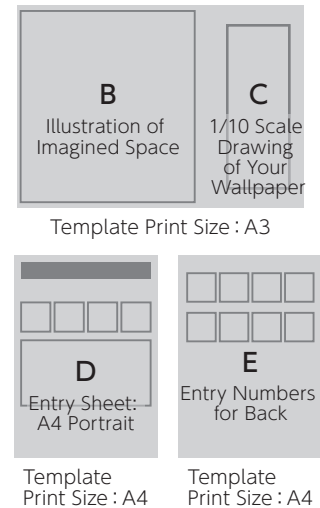 B
Illustration of
Imagined Space
C
1/10 Scale
Drawing
of Your
Wallpaper
Template Print Size : A3
D
Entry Sheet:
A4 Portrait
E
Entry Numbers
for Back
Template
Print Size : A4
Template
Print Size : A4